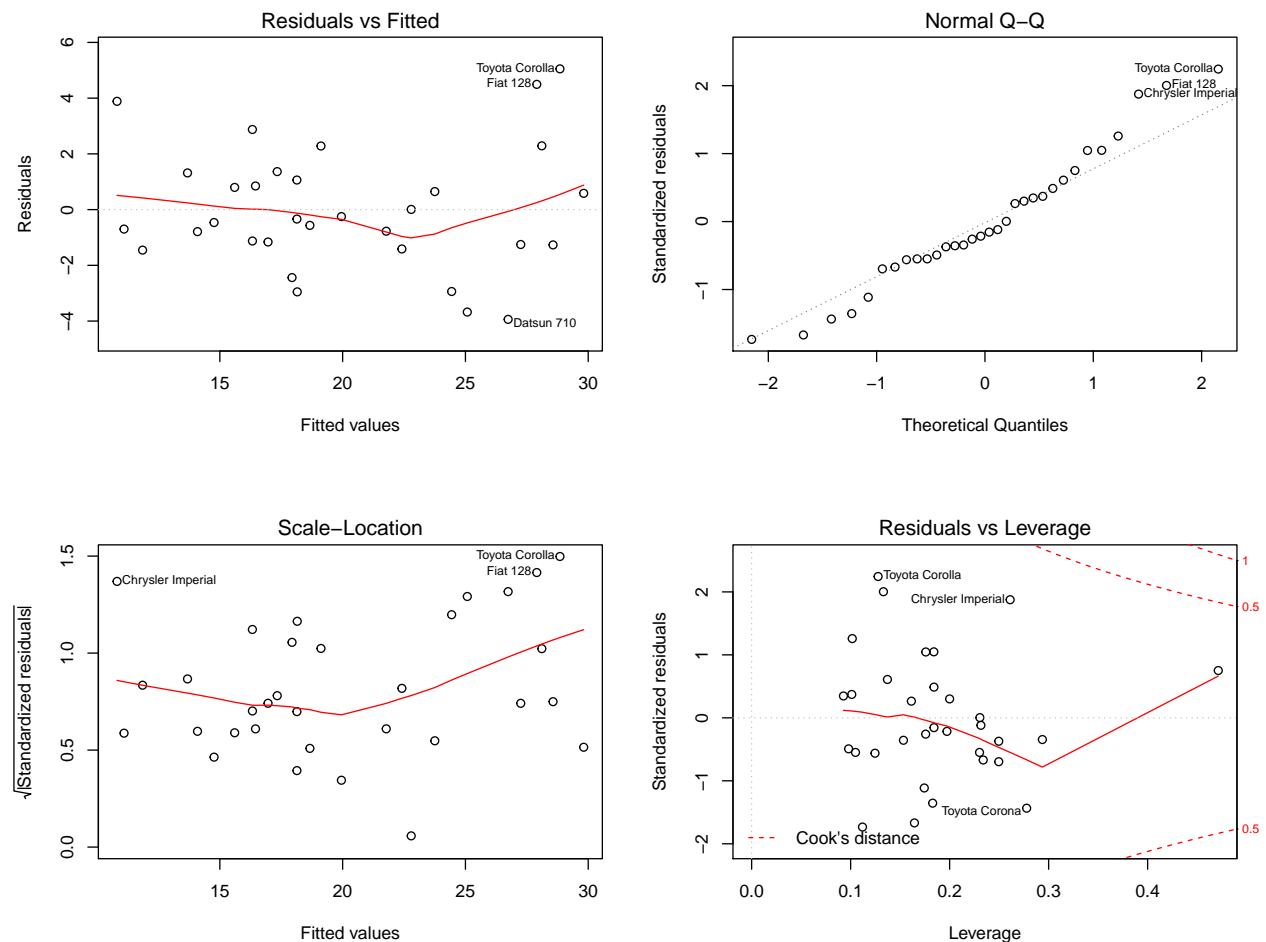 Residuals vs Fitted
Residuals
6
4
2
0
−2
−4
Toyota Corolla
Fiat 128
Datsun 710
15 20 25 30
Fitted values
Normal Q−Q
Standardized residuals
2
1
0
−1
Toyota Corolla
Fiat 128
Chrysler Imperial
−2 −1 0 1 2
Theoretical Quantiles
Scale−Location
√|Standardized residuals|
1.5
1.0
0.5
0.0
Toyota Corolla
Fiat 128
Chrysler Imperial
15 20 25 30
Fitted values
Residuals vs Leverage
Standardized residuals
2
1
0
−1
−2
Toyota Corolla
Chrysler Imperial
Toyota Corona
Cook's distance
1
0.5
0.5
0.0 0.1 0.2 0.3 0.4
Leverage